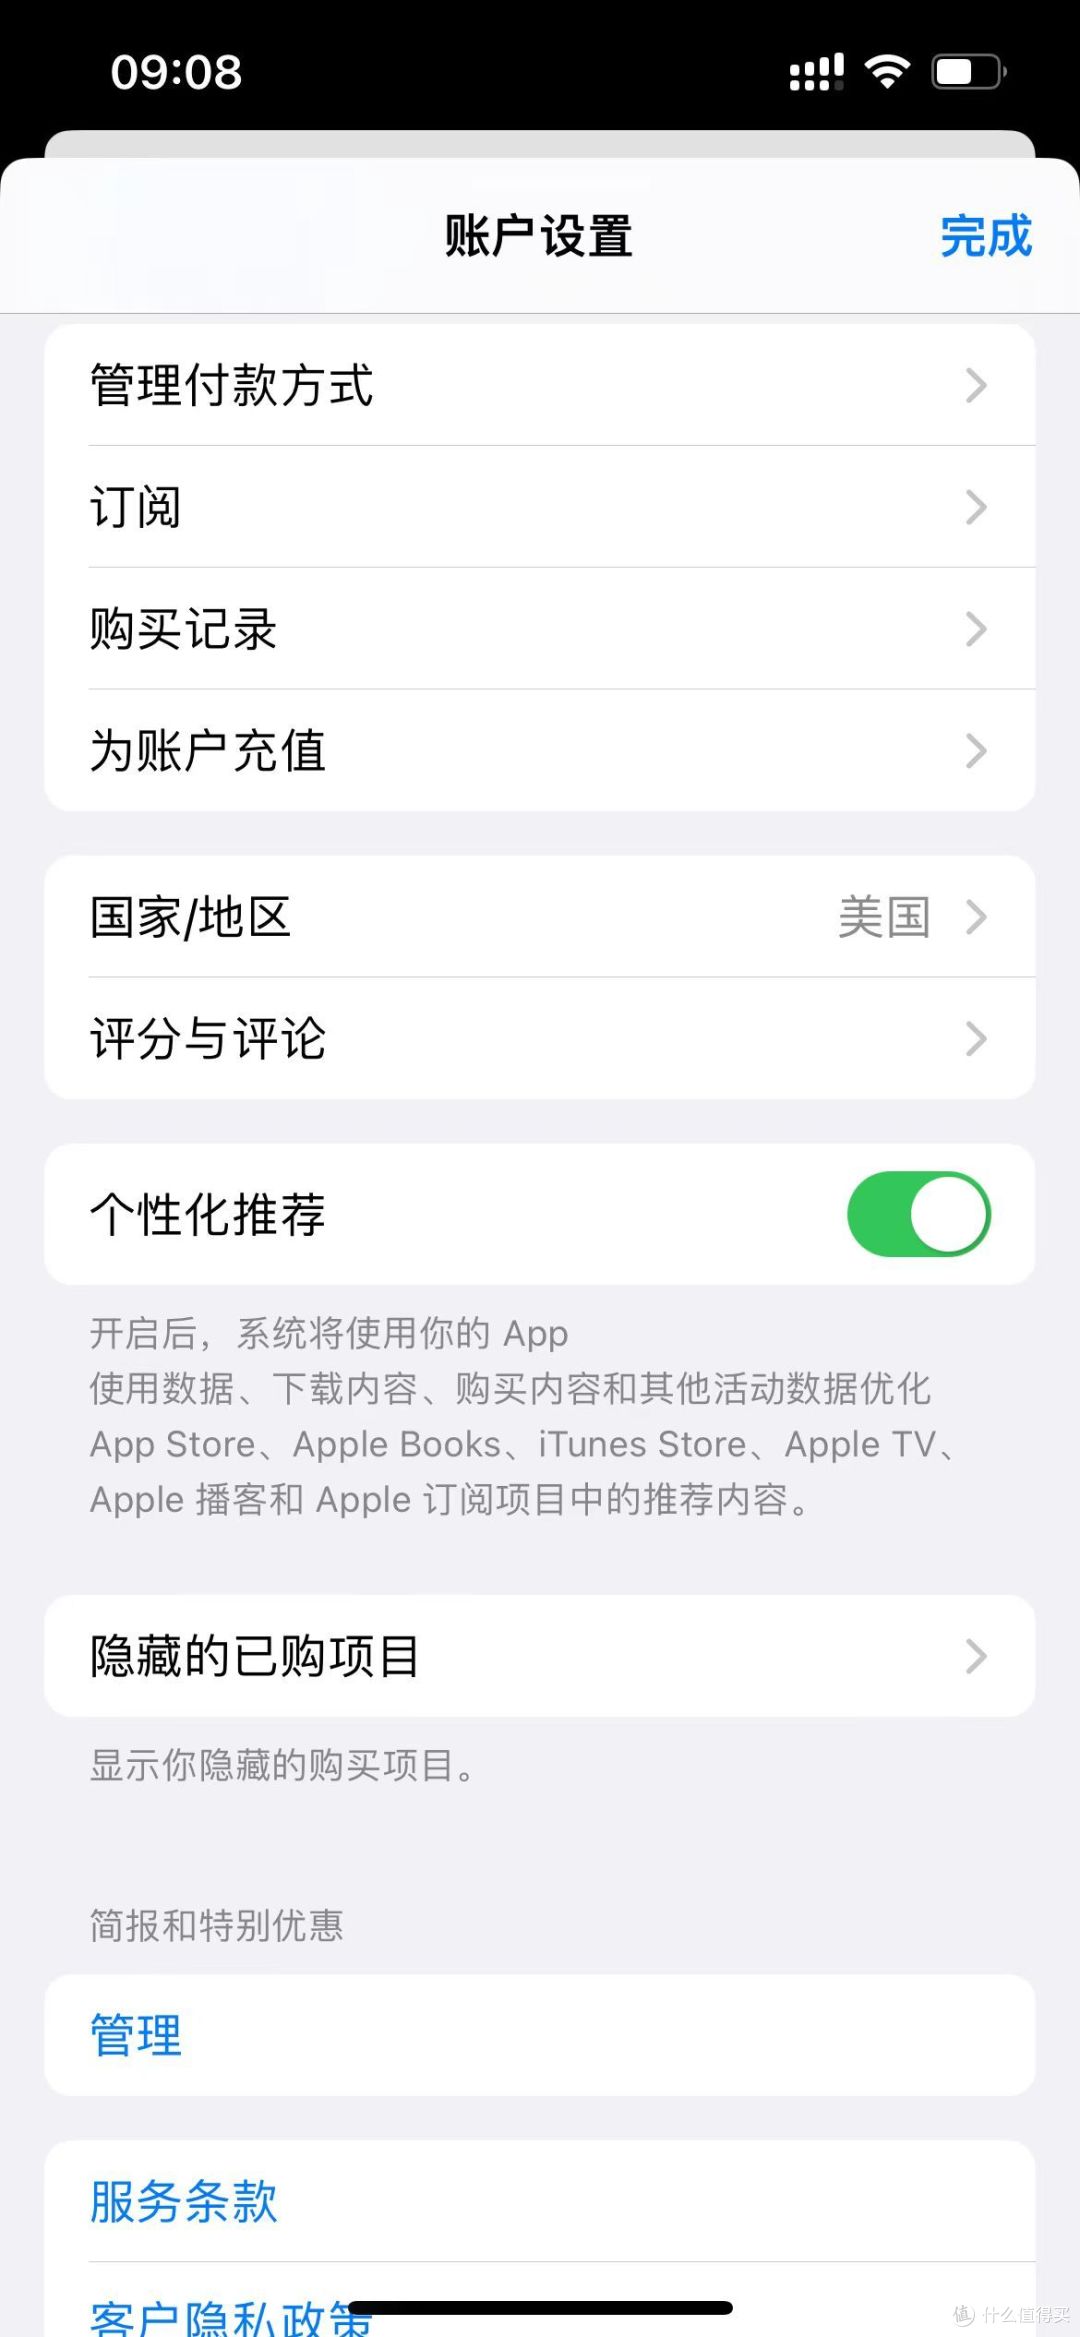 09:08
账户设置
完成
管理付款方式
订阅
购买记录
为账户充值
国家/地区
美国
评分与评论
个性化推荐
开启后，系统将使用你的 App
使用数据、下载内容、购买内容和其他活动数据优化
App Store、Apple Books、iTunes Store、Apple TV、
Apple 播客和 Apple 订阅项目中的推荐内容。
隐藏的已购项目
显示你隐藏的购买项目。
简报和特别优惠
管理
服务条款
客户隐私政策
值 什么值得买